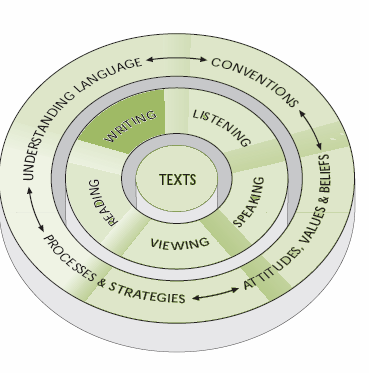 UNDERSTANDING LANGUAGE
CONVENTIONS
ATTITUDES, VALUES & BELIEFS
PROCESSES & STRATEGIES
WRITING
LISTENING
SPEAKING
VIEWING
READING
TEXTS